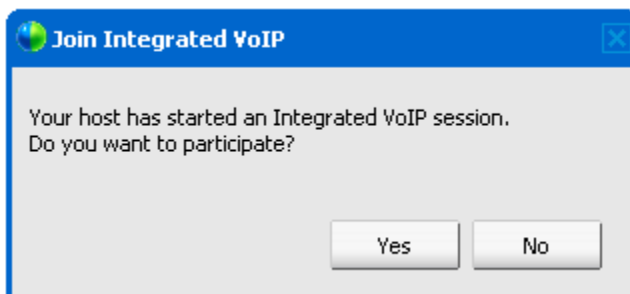 Join Integrated VoIP
Your host has started an Integrated VoIP session.
Do you want to participate?
Yes
No